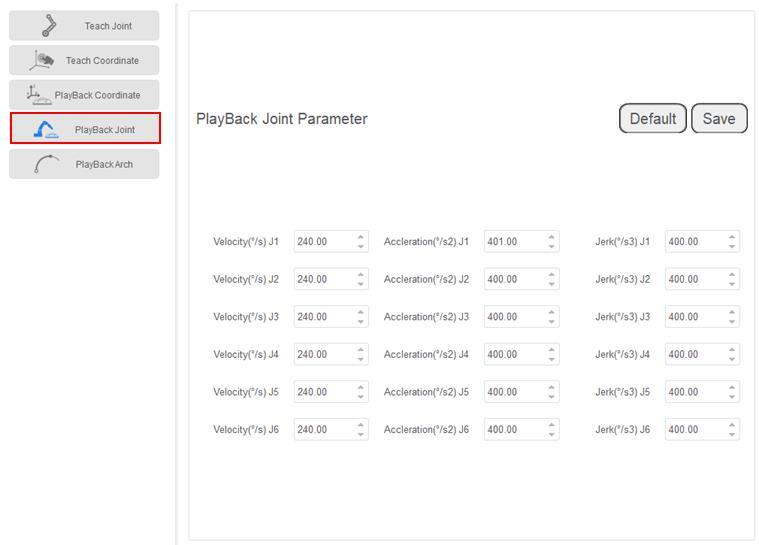 Teach Joint
Teach Coordinate
PlayBack Coordinate
PlayBack Joint
PlayBack Arch
PlayBack Joint Parameter Default Save
Velocity(°/s) J1 240.00 Accleration(°/s2) J1 401.00 Jerk(°/s3) J1 400.00
Velocity(°/s) J2 240.00 Accleration(°/s2) J2 400.00 Jerk(°/s3) J2 400.00
Velocity(°/s) J3 240.00 Accleration(°/s2) J3 400.00 Jerk(°/s3) J3 400.00
Velocity(°/s) J4 240.00 Accleration(°/s2) J4 400.00 Jerk(°/s3) J4 400.00
Velocity(°/s) J5 240.00 Accleration(°/s2) J5 400.00 Jerk(°/s3) J5 400.00
Velocity(°/s) J6 240.00 Accleration(°/s2) J6 400.00 Jerk(°/s3) J6 400.00